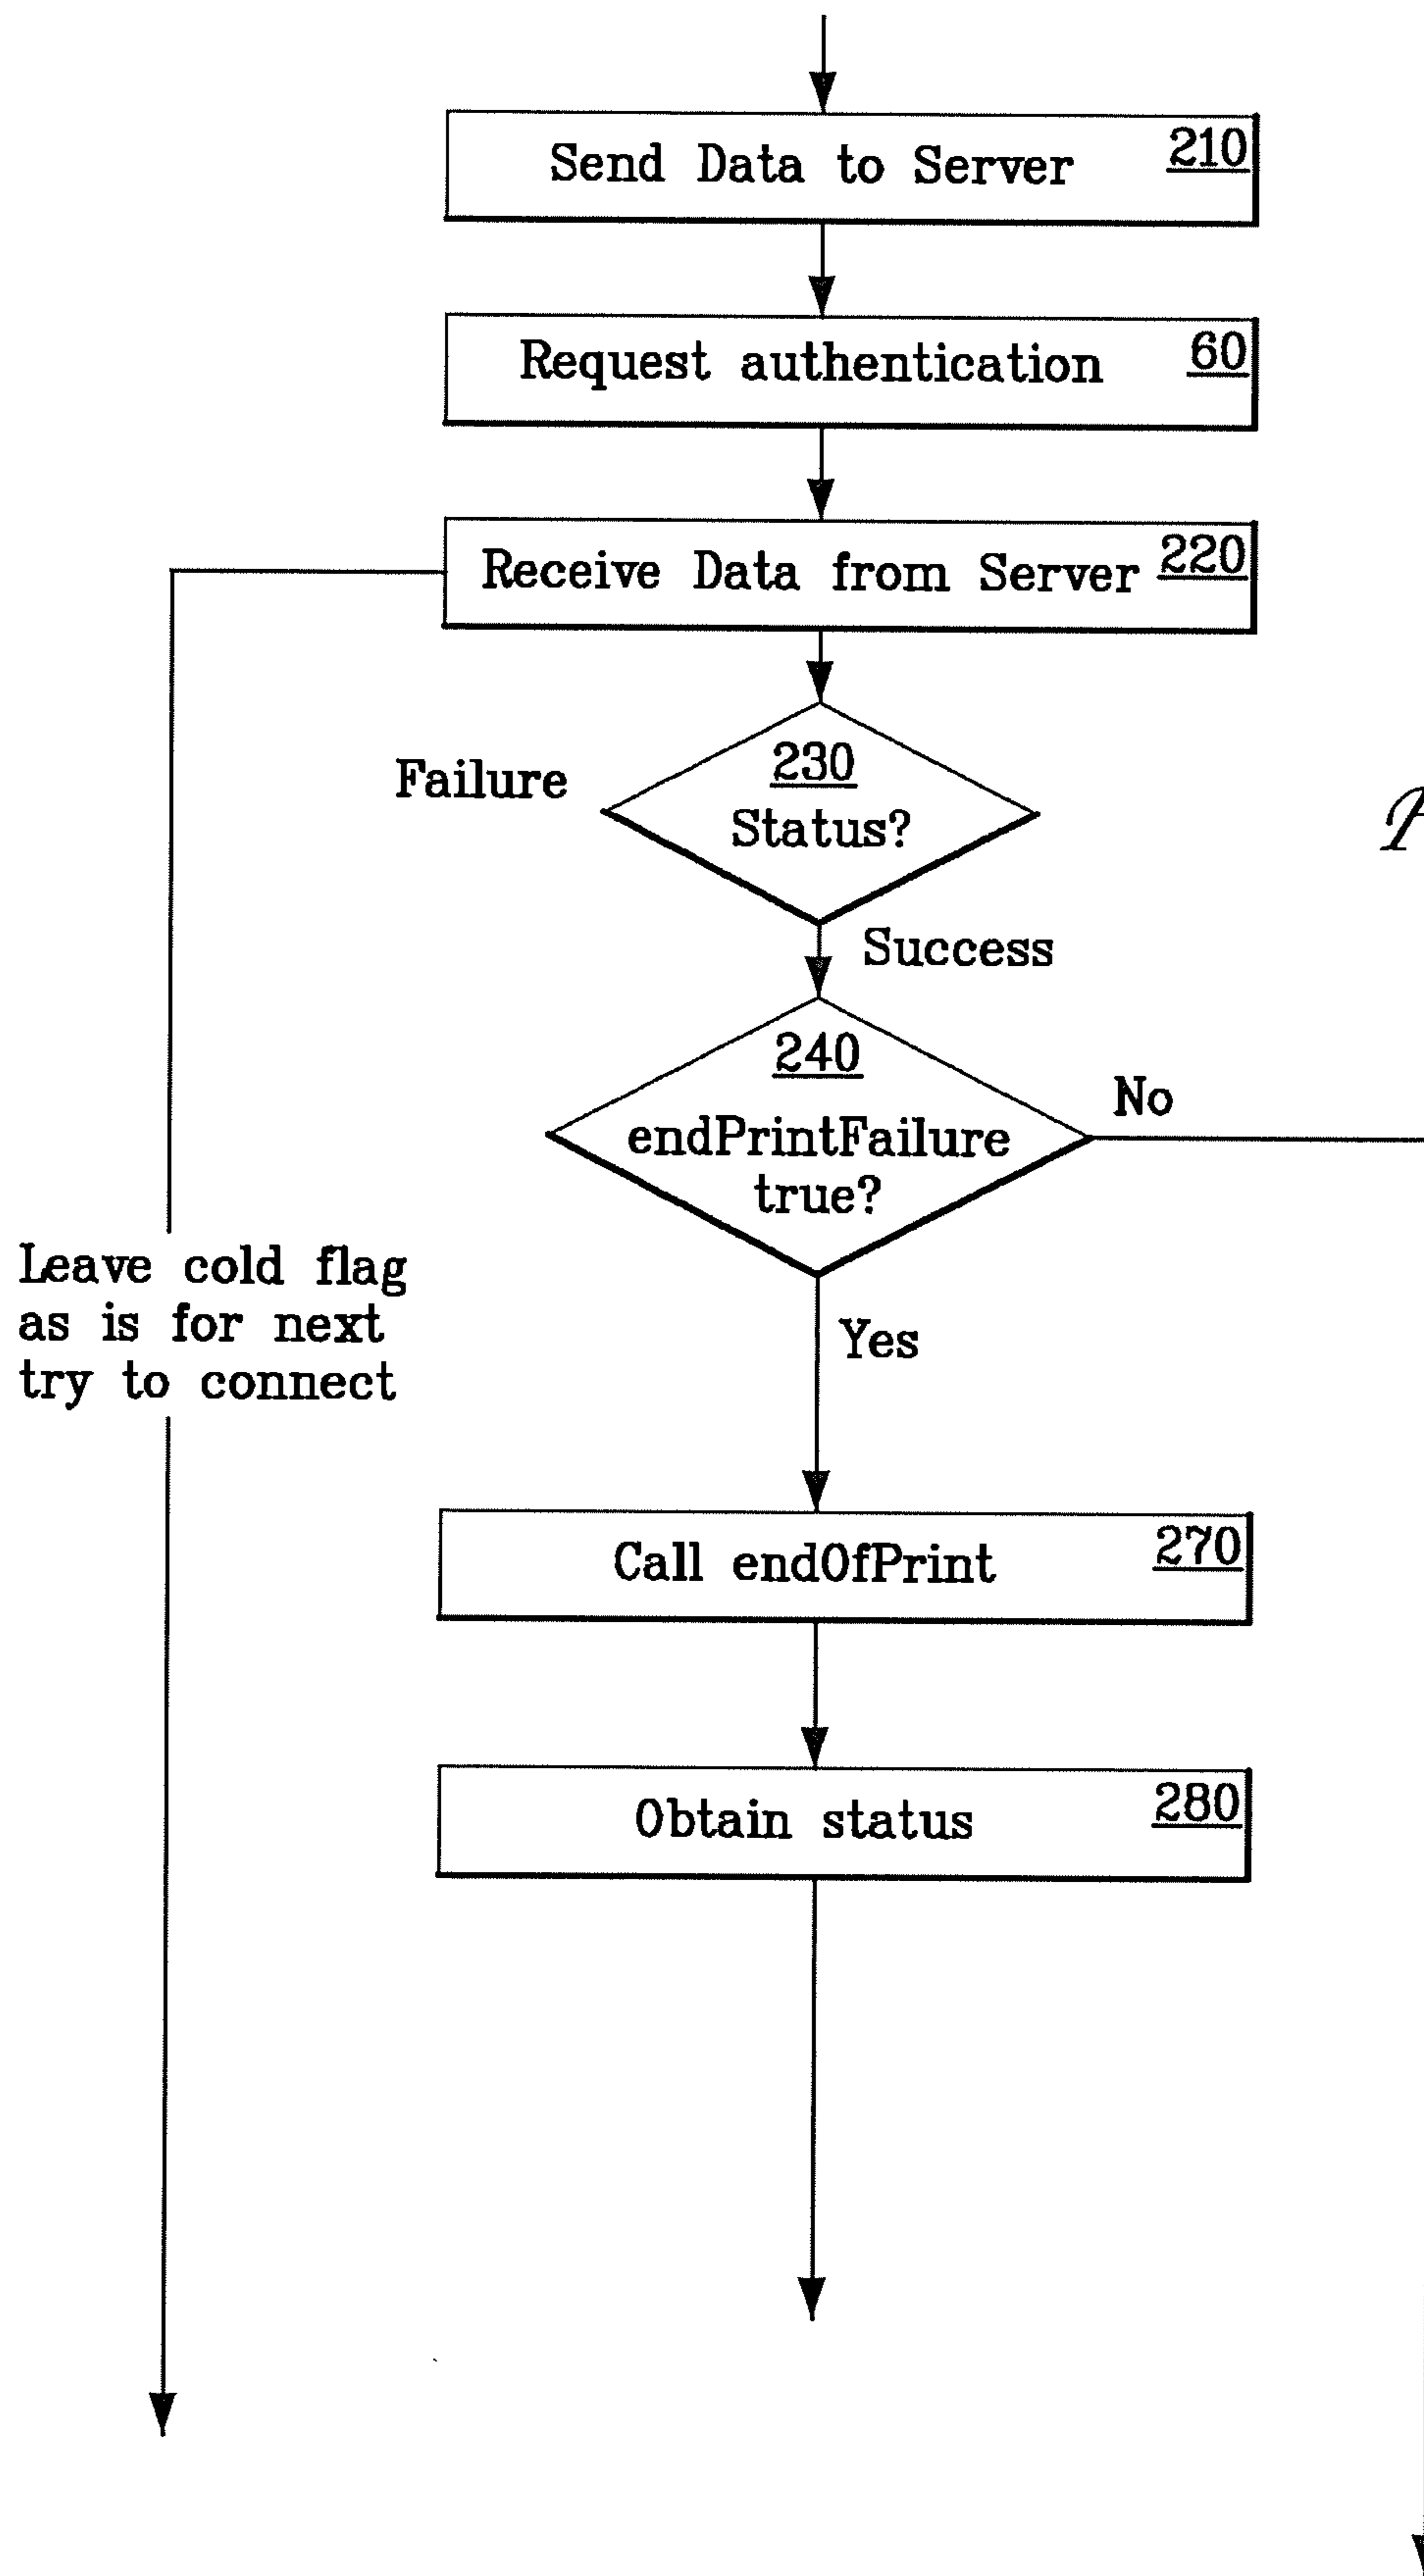 Send Data to Server 210
Request authentication 60
Receive Data from Server 220
Failure
230
Status?
Success
240
endPrintFailure
true?
No
Yes
Leave cold flag
as is for next
try to connect
Call endOfPrint 270
Obtain status 280